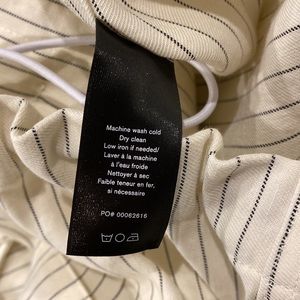 Machine wash cold
Dry clean
Low iron if needed/
Laver à la machine
à l'eau froide
Nettoyer à sec
Faible teneur en fer,
si nécessaire
PO# 00062616